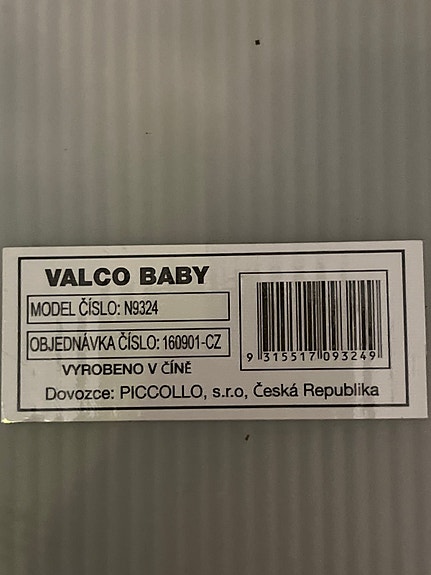 VALCO BABY
MODEL ČÍSLO: N9324
OBJEDNÁVKA ČÍSLO: 160901-CZ
VYROBENO V ČÍNĚ
9 315517 093249
Dovozce: PICCOLLO, s.r.o, Česká Republika